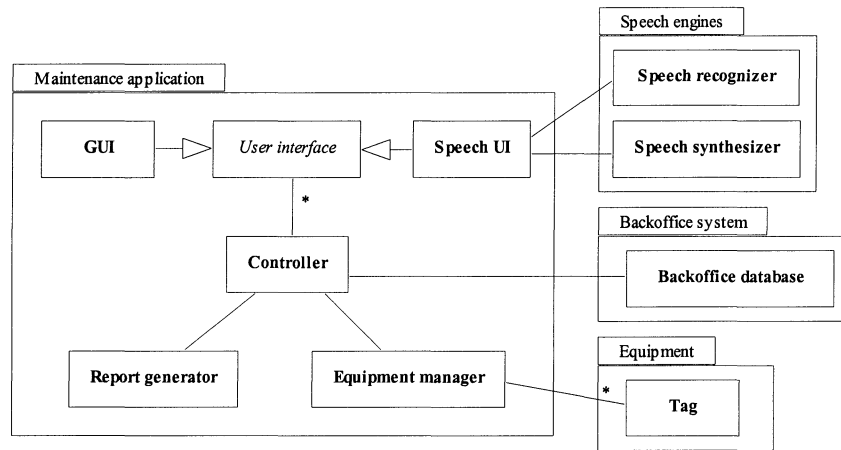 Speech engines
Speech recognizer
Speech synthesizer
Maintenance application
GUI
User interface
Speech UI
*
Controller
Report generator
Equipment manager
Backoffice system
Backoffice database
Equipment
*
Tag